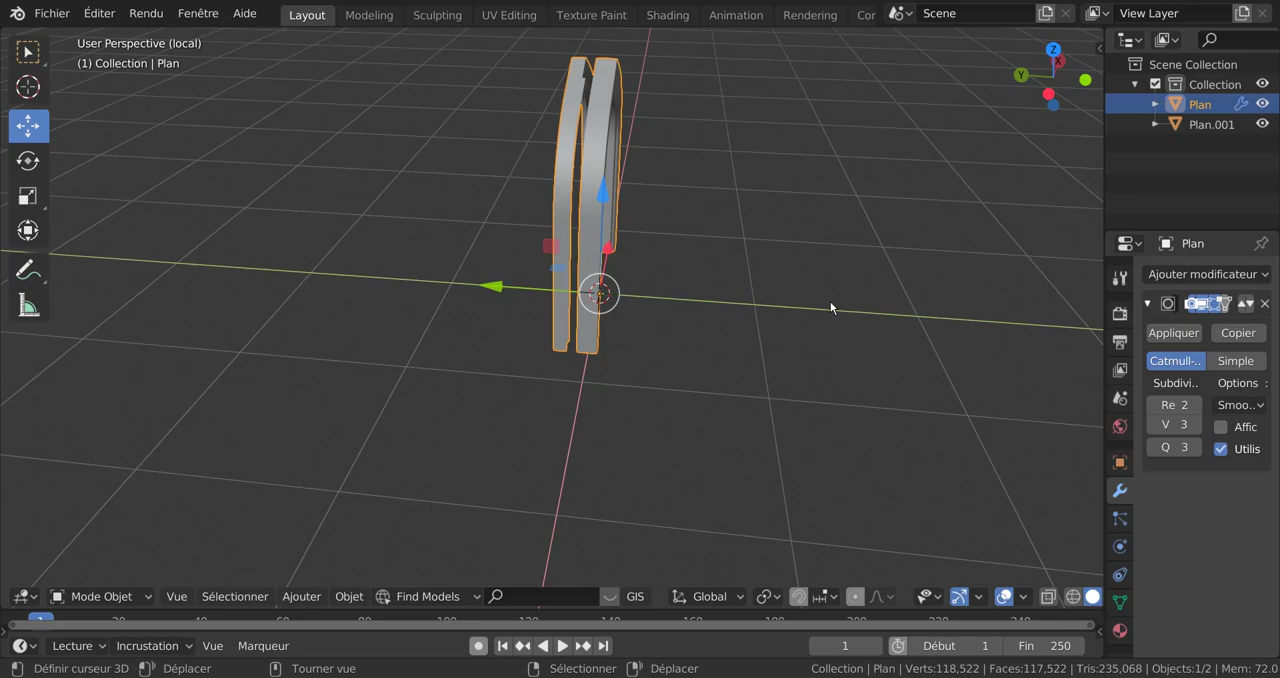 Fichier Éditer Rendu Fenêtre Aide Layout Modeling Sculpting UV Editing Texture Paint Shading Animation Rendering Cor Scene View Layer
User Perspective (local)
(1) Collection | Plan
Z
X
Y
Scene Collection
Collection
Plan
Plan.001
Plan
Ajouter modificateur
Appliquer Copier
Catmull-.. Simple
Subdivi.. Options :
Re 2 Smoo..
V 3 Affic
Q 3 Utilis
Mode Objet Vue Sélectionner Ajouter Objet Find Models GIS Global
1 20 120 140
Lecture Incrustation Vue Marqueur 1 Début 1 Fin 250
Définir curseur 3D Déplacer Tourner vue Sélectionner Déplacer Collection | Plan | Verts:118,522 | Faces:117,522 | Tris:235,068 | Objects:1/2 | Mem: 72.0